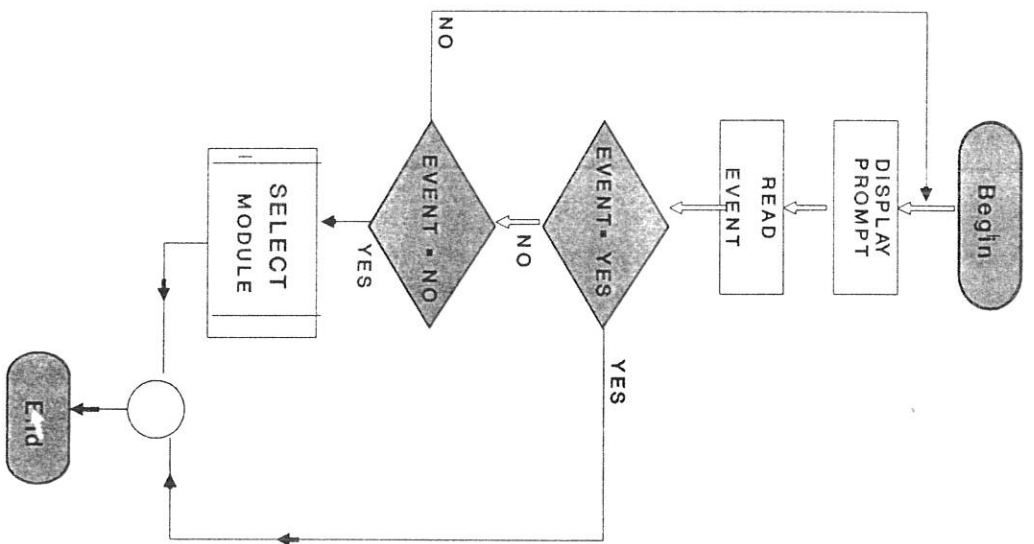 Begin
DISPLAY
PROMPT
READ
EVENT
EVENT= YES
YES
NO
EVENT = NO
NO
YES
SELECT
MODULE
End